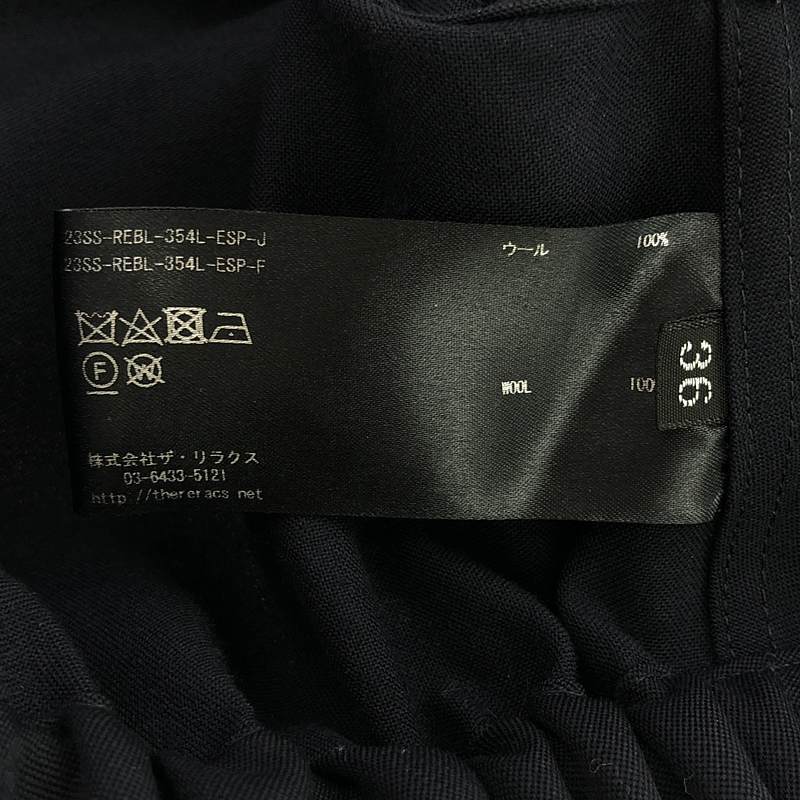 23SS-REBL-354L-ESP-J
23SS-REBL-354L-ESP-F
ウール 100%
WOOL 100
36
F
W
株式会社ザ・リラクス
03-6433-5121
http://thereracs net